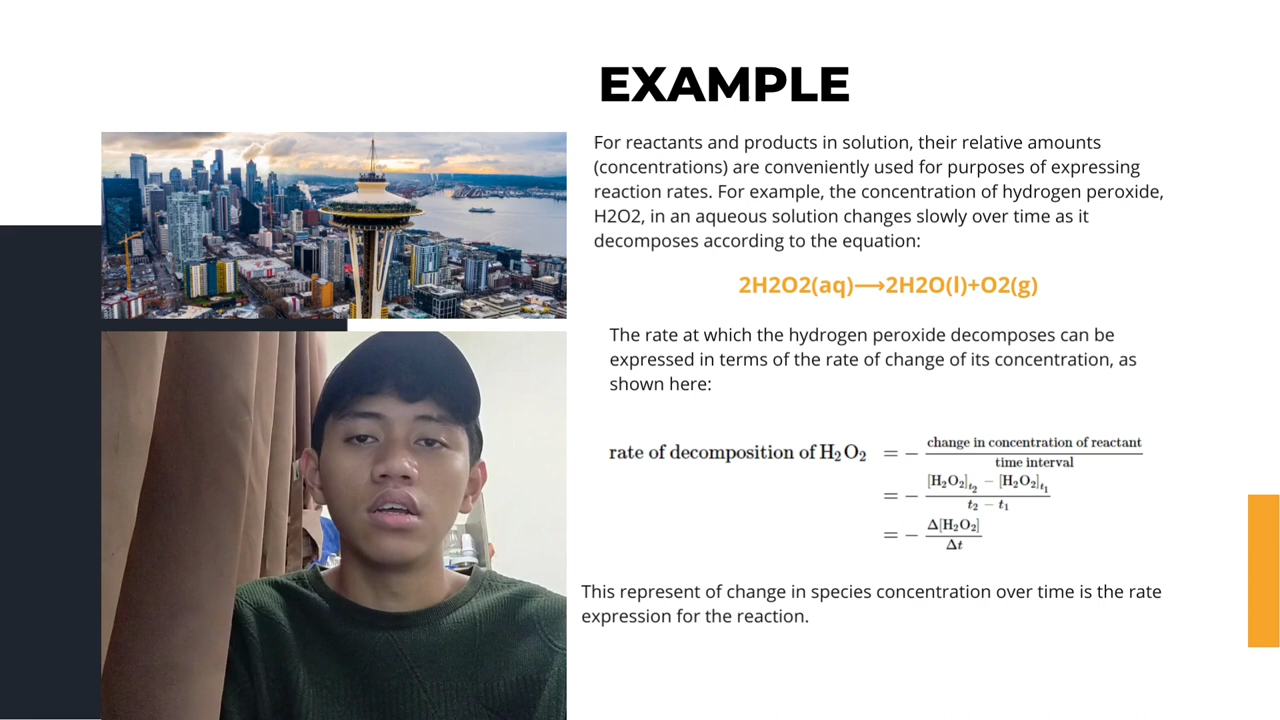 EXAMPLE
For reactants and products in solution, their relative amounts
(concentrations) are conveniently used for purposes of expressing
reaction rates. For example, the concentration of hydrogen peroxide,
H2O2, in an aqueous solution changes slowly over time as it
decomposes according to the equation:
2H2O2(aq)⟶2H2O(l)+O2(g)
The rate at which the hydrogen peroxide decomposes can be
expressed in terms of the rate of change of its concentration, as
shown here:
rate of decomposition of H₂O₂ = − change in concentration of reactant / time interval
= − [H₂O₂]t₂ − [H₂O₂]t₁ / t₂ − t₁
= − Δ[H₂O₂] / Δt
This represent of change in species concentration over time is the rate
expression for the reaction.